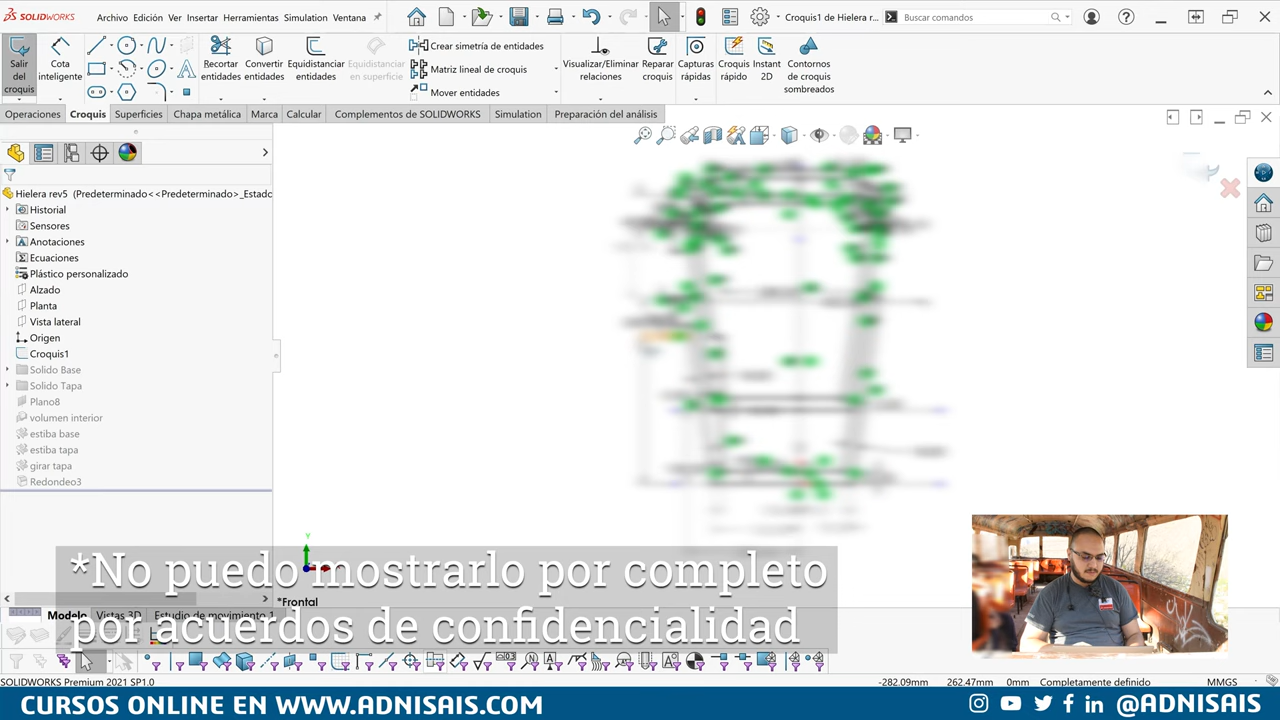 SOLIDWORKS Archivo Edición Ver Insertar Herramientas Simulation Ventana Croquis1 de Hielera r... Buscar comandos
Salir del croquis
Cota inteligente
Recortar entidades
Convertir entidades
Equidistanciar entidades
Equidistanciar en superficie
Crear simetría de entidades
Matriz lineal de croquis
Mover entidades
Visualizar/Eliminar relaciones
Reparar croquis
Capturas rápidas
Croquis rápido
Instant 2D
Contornos de croquis sombreados
Operaciones Croquis Superficies Chapa metálica Marca Calcular Complementos de SOLIDWORKS Simulation Preparación del análisis
Hielera rev5 (Predeterminado<<Predeterminado>_Estado
Historial
Sensores
Anotaciones
Ecuaciones
Plástico personalizado
Alzado
Planta
Vista lateral
Origen
Croquis1
Solido Base
Solido Tapa
Plano8
volumen interior
estiba base
estiba tapa
girar tapa
Redondeo3
Y
*No puedo mostrarlo por completo
*Frontal
Modelo Vistas 3D Estudio de movimiento 1
por acuerdos de confidencialidad
SOLIDWORKS Premium 2021 SP1.0 -282.09mm 262.47mm 0mm Completamente definido MMGS
CURSOS ONLINE EN WWW.ADNISAIS.COM @ADNISAIS